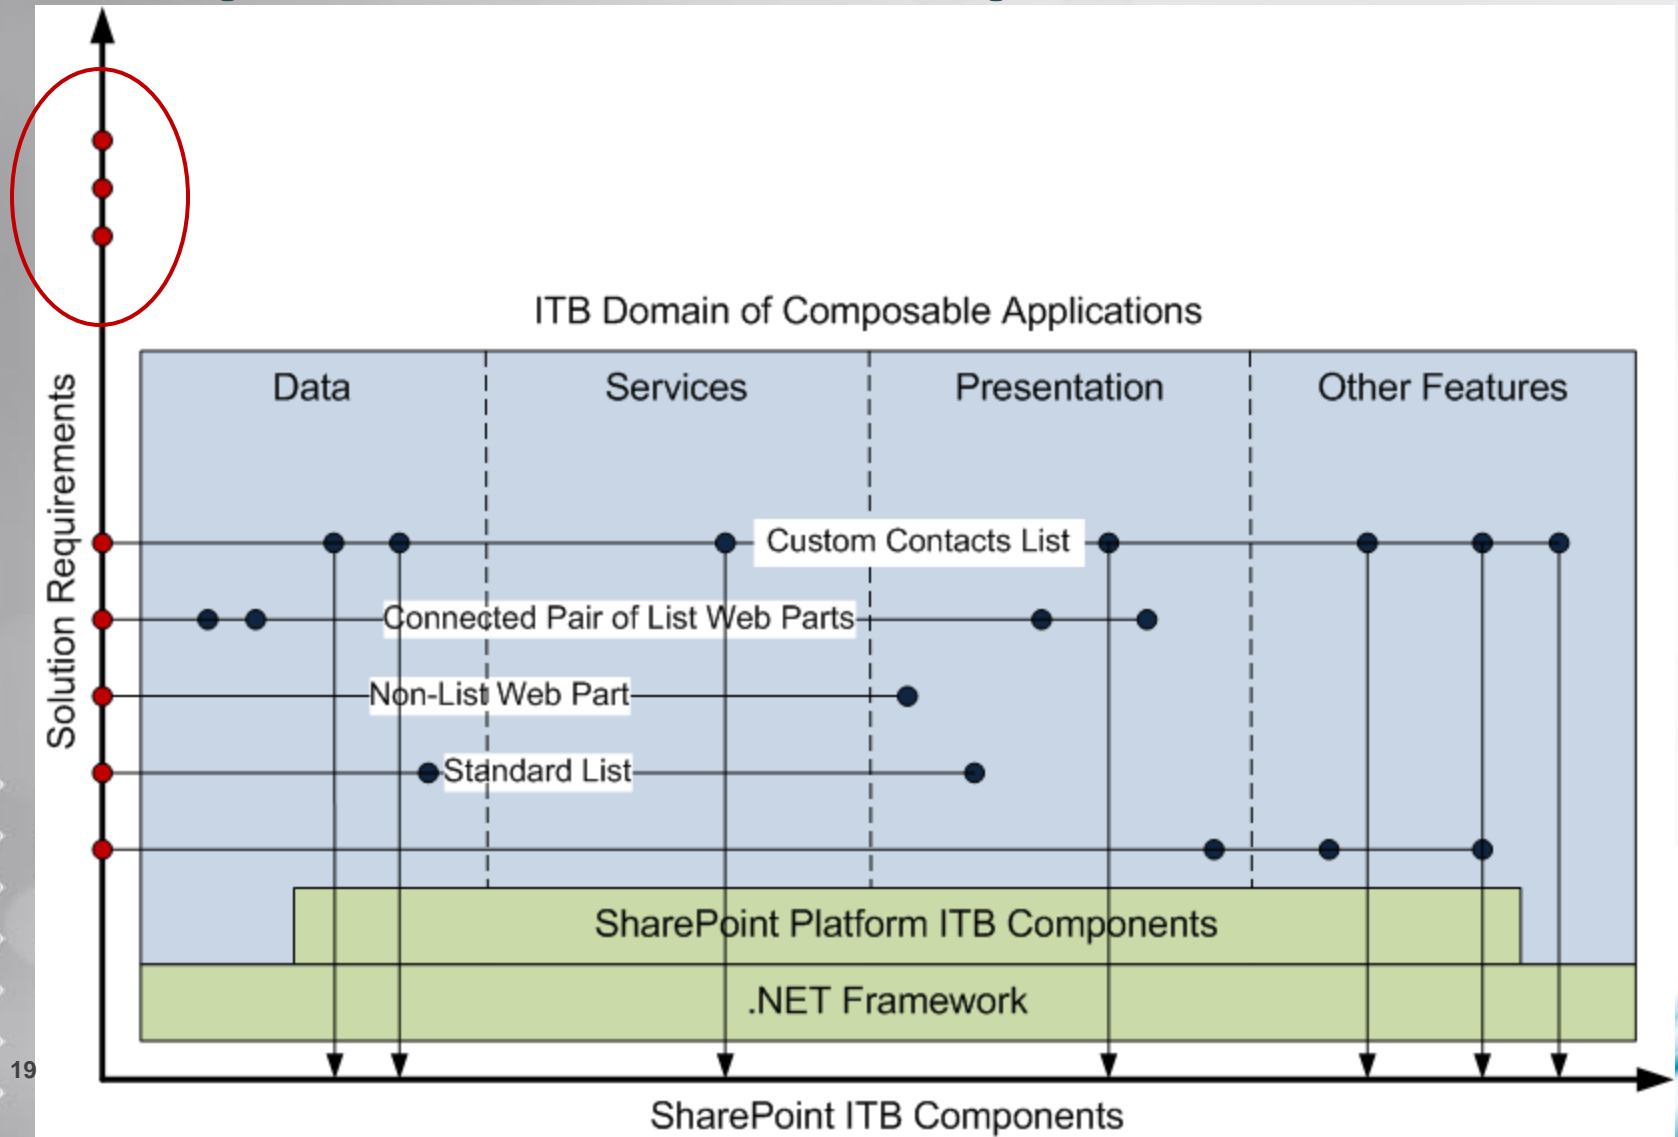 ITB Domain of Composable Applications
Data
Services
Presentation
Other Features
Solution Requirements
Custom Contacts List
Connected Pair of List Web Parts
Non-List Web Part
Standard List
SharePoint Platform ITB Components
.NET Framework
19
SharePoint ITB Components